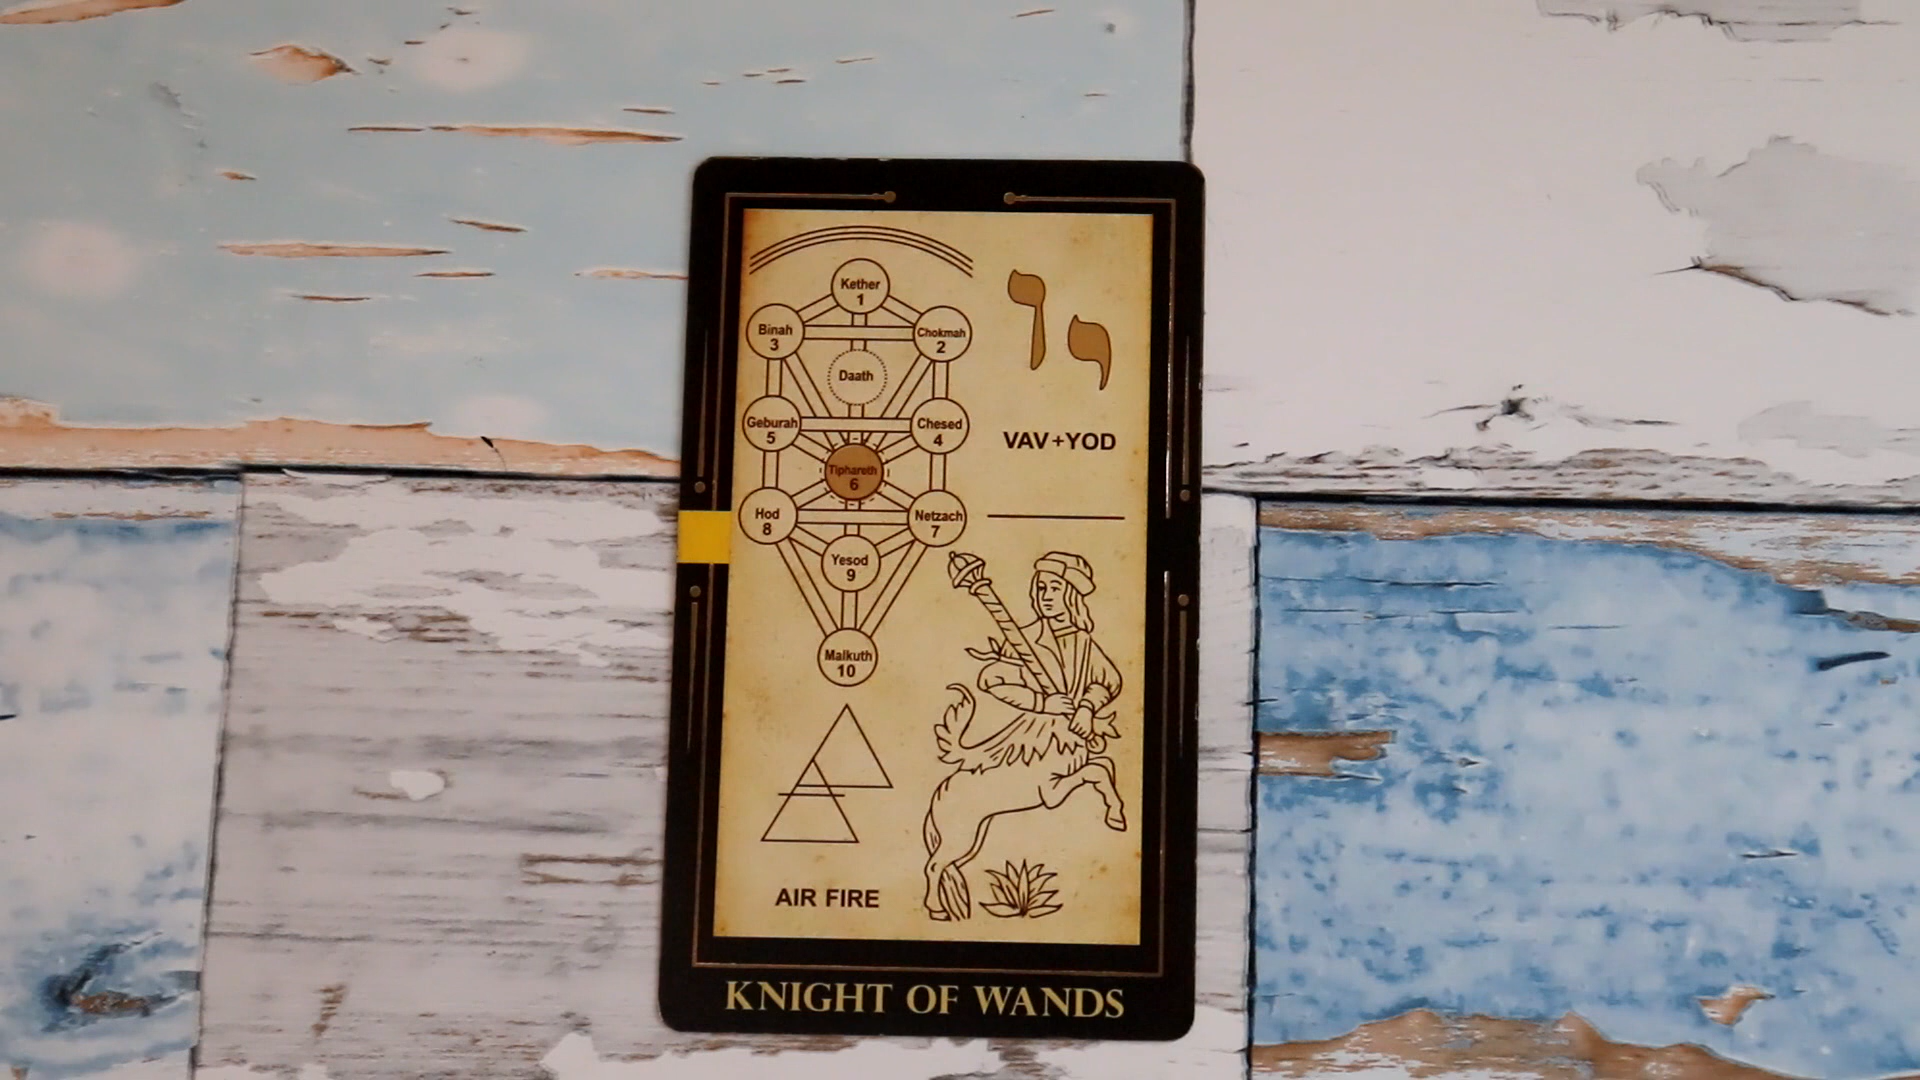 Kether
1
Binah
3
Chokmah
2
Daath
Geburah
5
Chesed
4
Tiphareth
6
Hod
8
Netzach
7
Yesod
9
Malkuth
10
ו י
VAV+YOD
AIR FIRE
KNIGHT OF WANDS